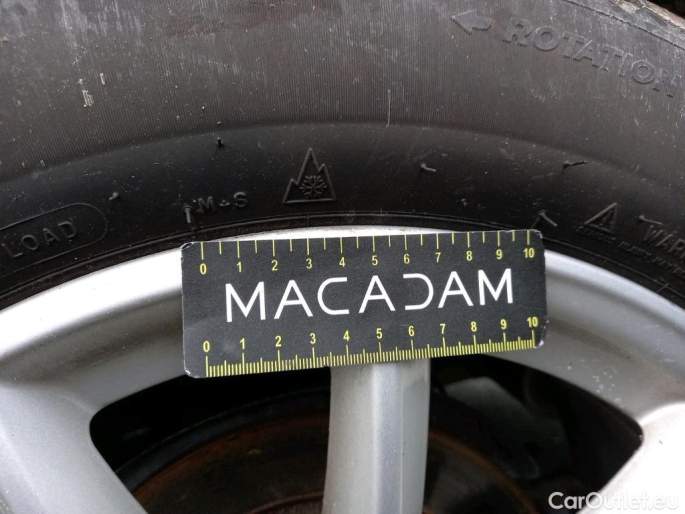 ROTATION
M+S
LOAD
WAR
0 1 2 3 4 5 6 7 8 9 10
MACADAM
0 1 2 3 4 5 6 7 8 9 10
CarOutlet.eu